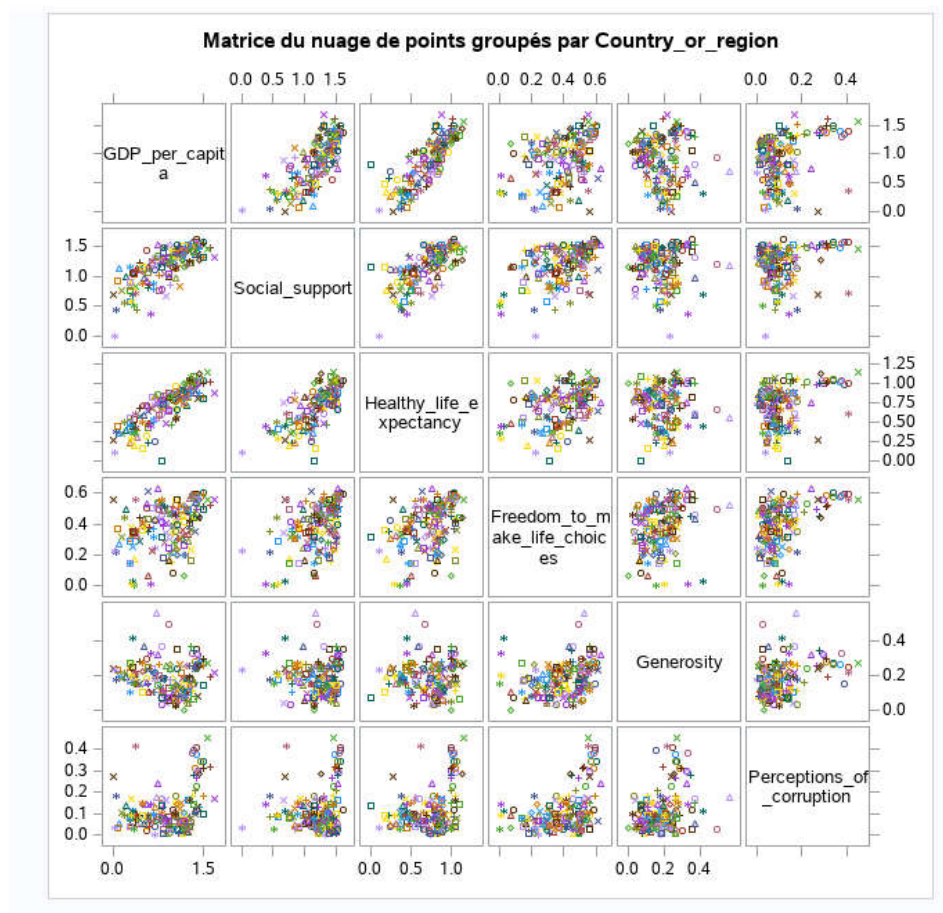 Matrice du nuage de points groupés par Country_or_region
0.0 0.5 1.0 1.5 0.0 0.2 0.4 0.6 0.0 0.2 0.4
GDP_per_capit
a
1.5
1.0
0.5
0.0
1.5
1.0
0.5
0.0
Social_support
Healthy_life_e
xpectancy
1.25
1.00
0.75
0.50
0.25
0.00
0.6
0.4
0.2
0.0
Freedom_to_m
ake_life_choic
es
Generosity
0.4
0.2
0.0
0.4
0.3
0.2
0.1
0.0
Perceptions_of
_corruption
0.0 1.5 0.0 0.5 1.0 0.0 0.2 0.4